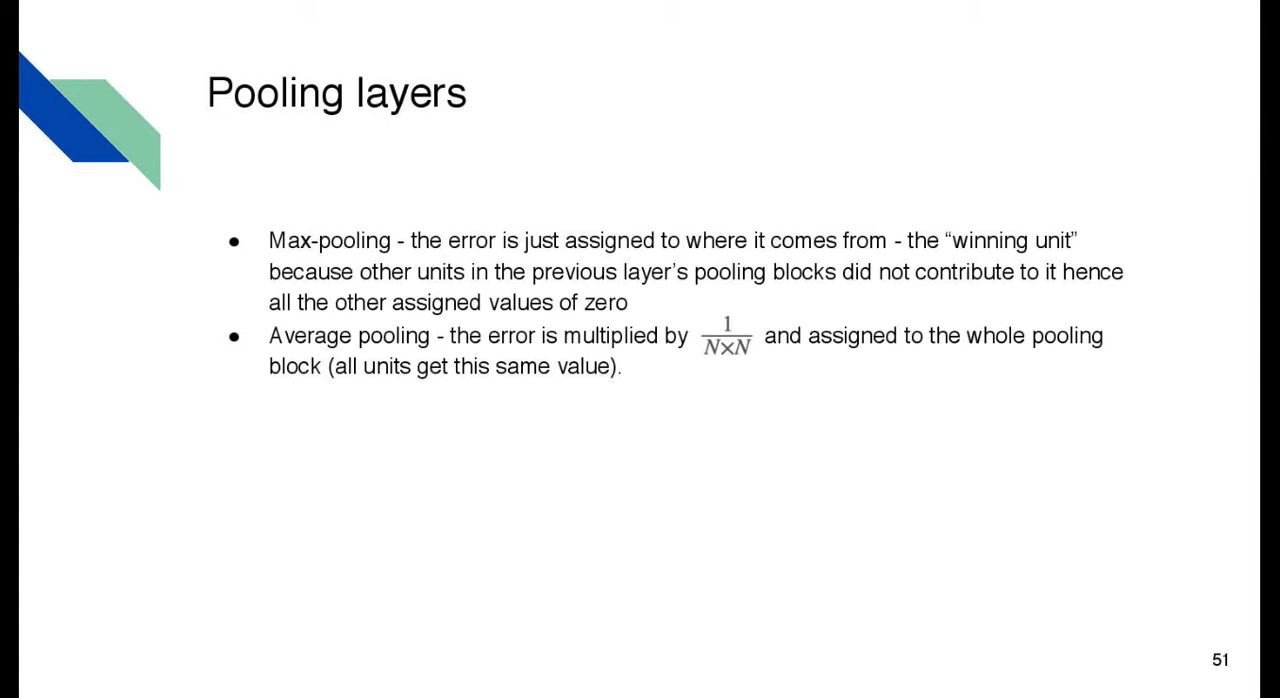 Pooling layers
● Max-pooling - the error is just assigned to where it comes from - the “winning unit”
because other units in the previous layer’s pooling blocks did not contribute to it hence
all the other assigned values of zero
● Average pooling - the error is multiplied by 1/(N×N) and assigned to the whole pooling
block (all units get this same value).
51